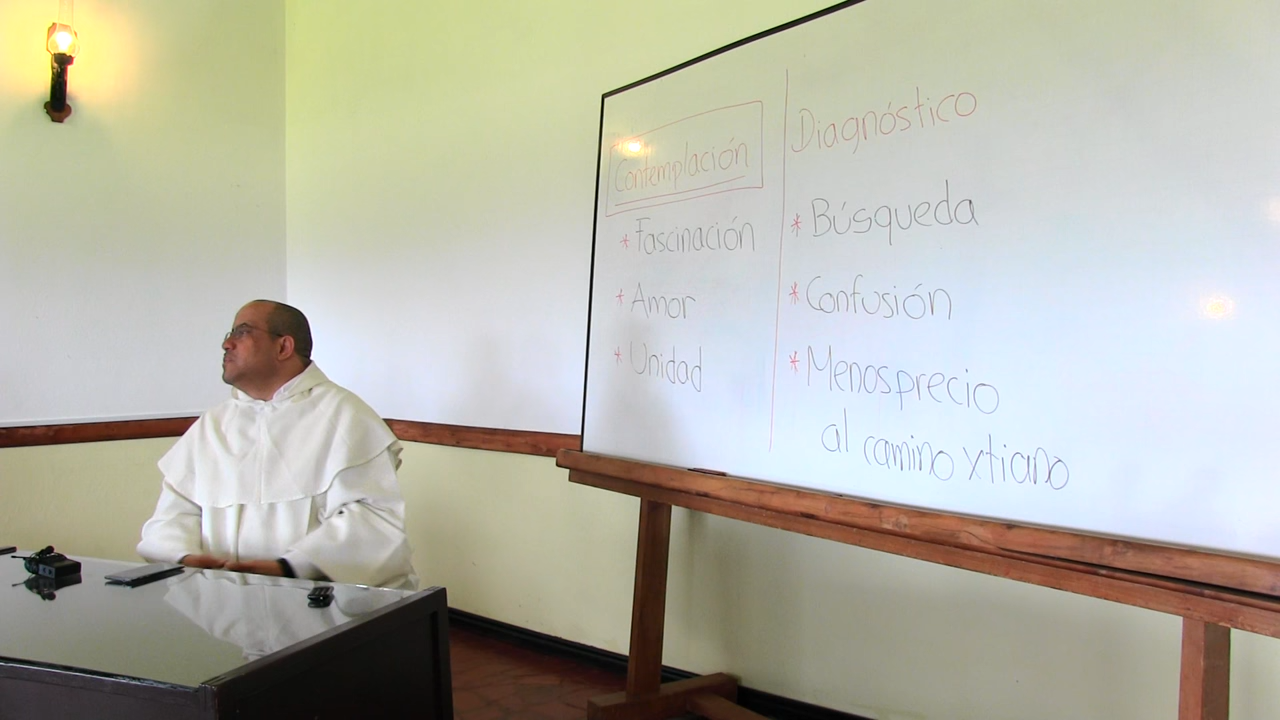 Contemplación
* Fascinación
* Amor
* Unidad
Diagnóstico
* Búsqueda
* Confusión
* Menosprecio
al camino xtiano